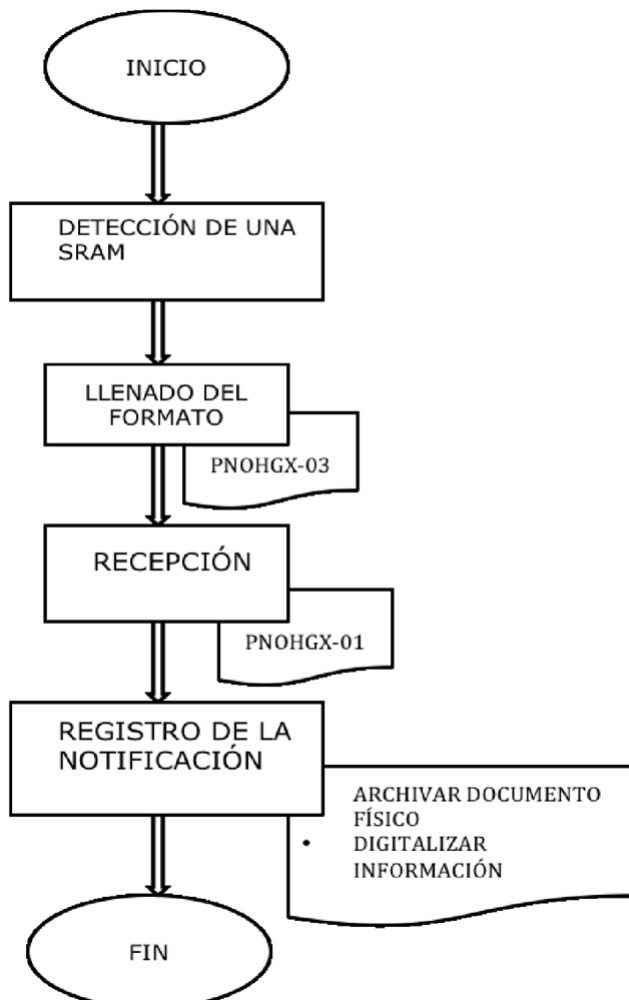 INICIO
DETECCIÓN DE UNA
SRAM
LLENADO DEL
FORMATO
PNOHGX-03
RECEPCIÓN
PNOHGX-01
REGISTRO DE LA
NOTIFICACIÓN
ARCHIVAR DOCUMENTO
FÍSICO
• DIGITALIZAR
INFORMACIÓN
FIN